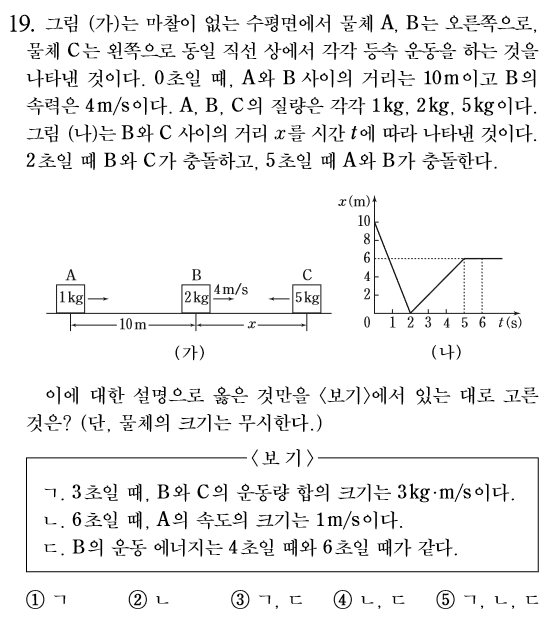 19. 그림 (가)는 마찰이 없는 수평면에서 물체 A, B는 오른쪽으로,
물체 C는 왼쪽으로 동일 직선 상에서 각각 등속 운동을 하는 것을
나타낸 것이다. 0초일 때, A와 B 사이의 거리는 10m이고 B의
속력은 4m/s이다. A, B, C의 질량은 각각 1kg, 2kg, 5kg이다.
그림 (나)는 B와 C 사이의 거리 x를 시간 t에 따라 나타낸 것이다.
2초일 때 B와 C가 충돌하고, 5초일 때 A와 B가 충돌한다.
A B C
1kg 2kg 4m/s 5kg
10m x
(가)
x(m)
10
8
6
4
2
0 1 2 3 4 5 6 t(s)
(나)
이에 대한 설명으로 옳은 것만을 〈보기〉에서 있는 대로 고른
것은? (단, 물체의 크기는 무시한다.)
〈보 기〉
ㄱ. 3초일 때, B와 C의 운동량 합의 크기는 3kg·m/s이다.
ㄴ. 6초일 때, A의 속도의 크기는 1m/s이다.
ㄷ. B의 운동 에너지는 4초일 때와 6초일 때가 같다.
① ㄱ ② ㄴ ③ ㄱ, ㄷ ④ ㄴ, ㄷ ⑤ ㄱ, ㄴ, ㄷ